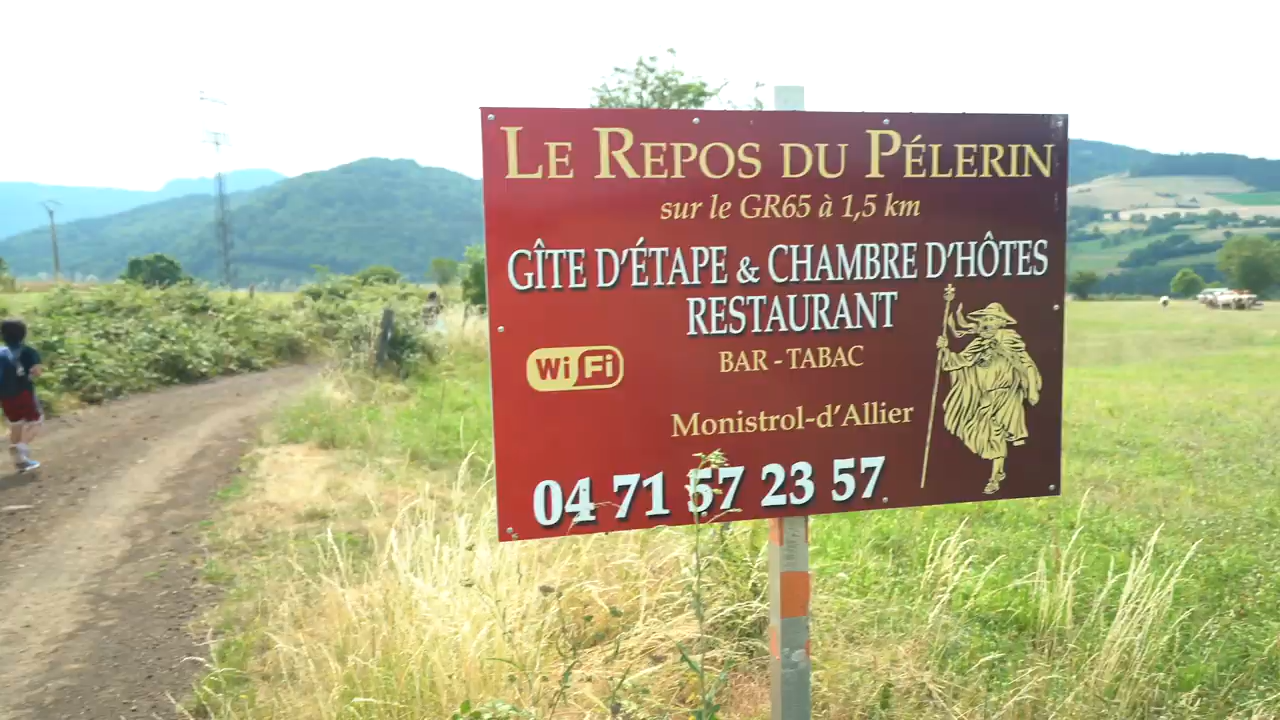 LE REPOS DU PÉLERIN
sur le GR65 à 1,5 km
GÎTE D'ÉTAPE & CHAMBRE D'HÔTES
RESTAURANT
WiFi
BAR - TABAC
Monistrol-d'Allier
04 71 57 23 57